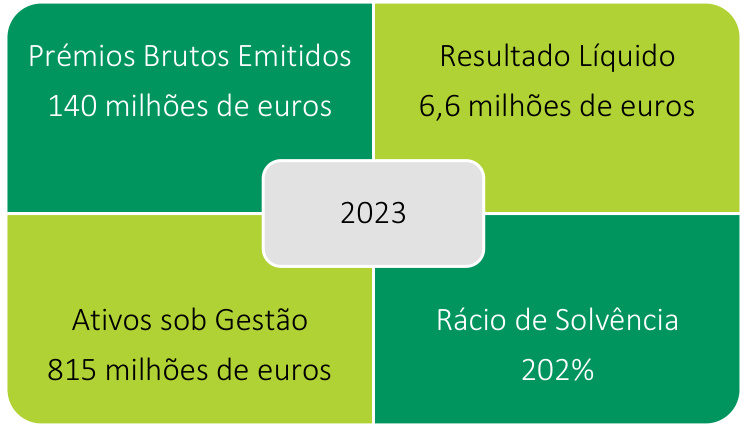 Prémios Brutos Emitidos
140 milhões de euros
Resultado Líquido
6,6 milhões de euros
2023
Ativos sob Gestão
815 milhões de euros
Rácio de Solvência
202%